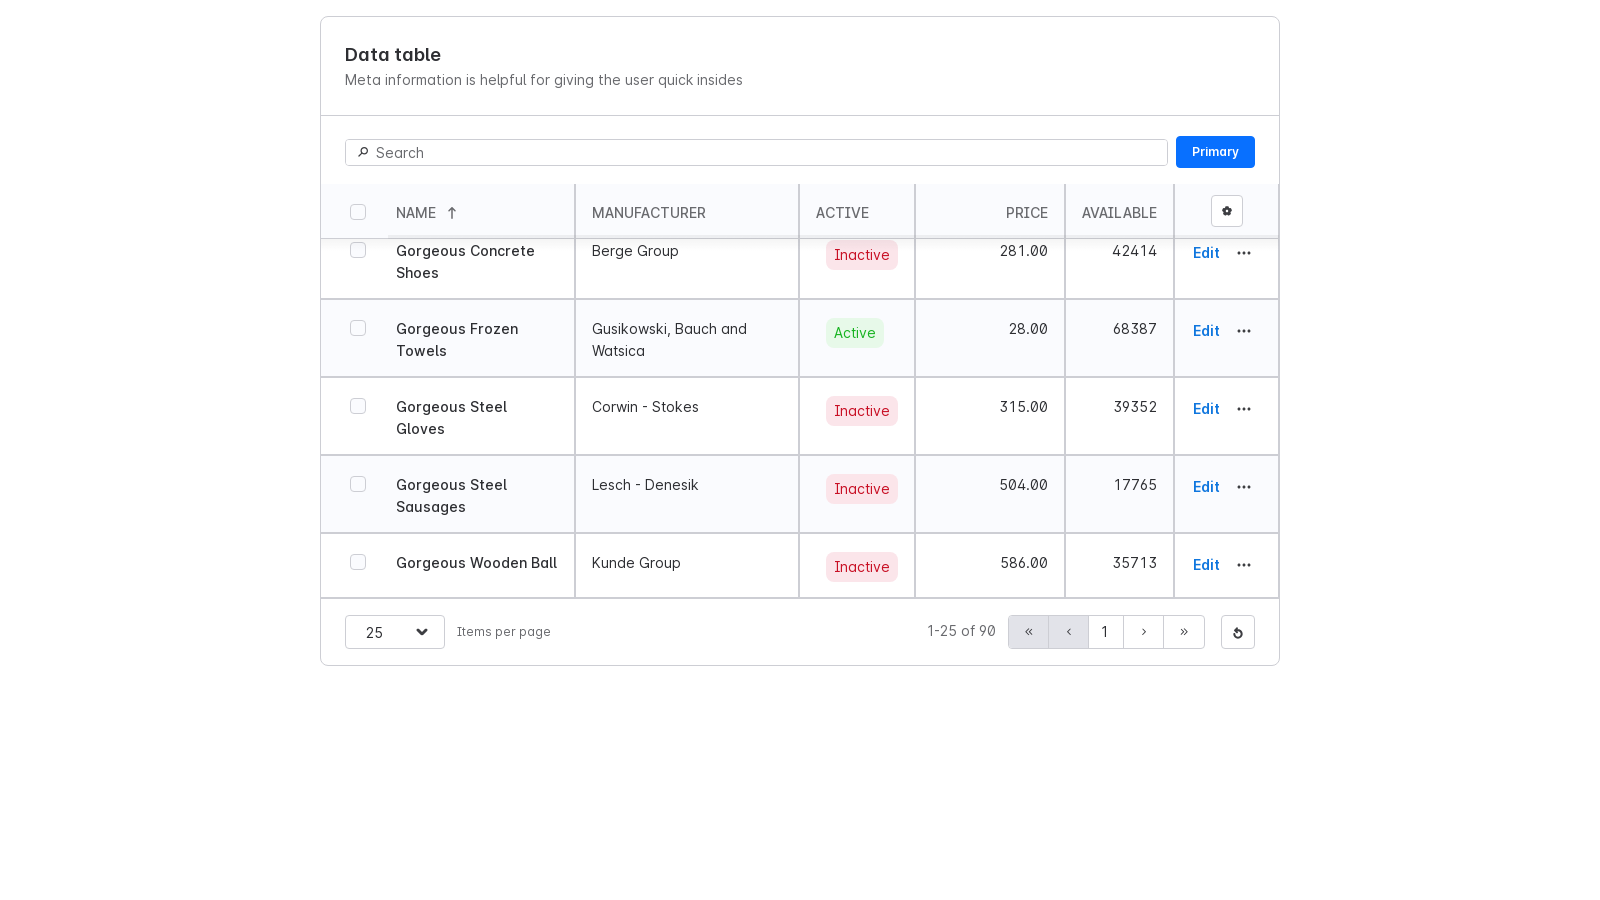 Data table
Meta information is helpful for giving the user quick insides
Search Primary
NAME MANUFACTURER ACTIVE PRICE AVAILABLE
Gorgeous Concrete Berge Group Inactive 281.00 42414 Edit
Shoes
Gorgeous Frozen Gusikowski, Bauch and Active 28.00 68387 Edit
Towels Watsica
Gorgeous Steel Corwin - Stokes Inactive 315.00 39352 Edit
Gloves
Gorgeous Steel Lesch - Denesik Inactive 504.00 17765 Edit
Sausages
Gorgeous Wooden Ball Kunde Group Inactive 586.00 35713 Edit
25 Items per page 1-25 of 90 « ‹ 1 › »